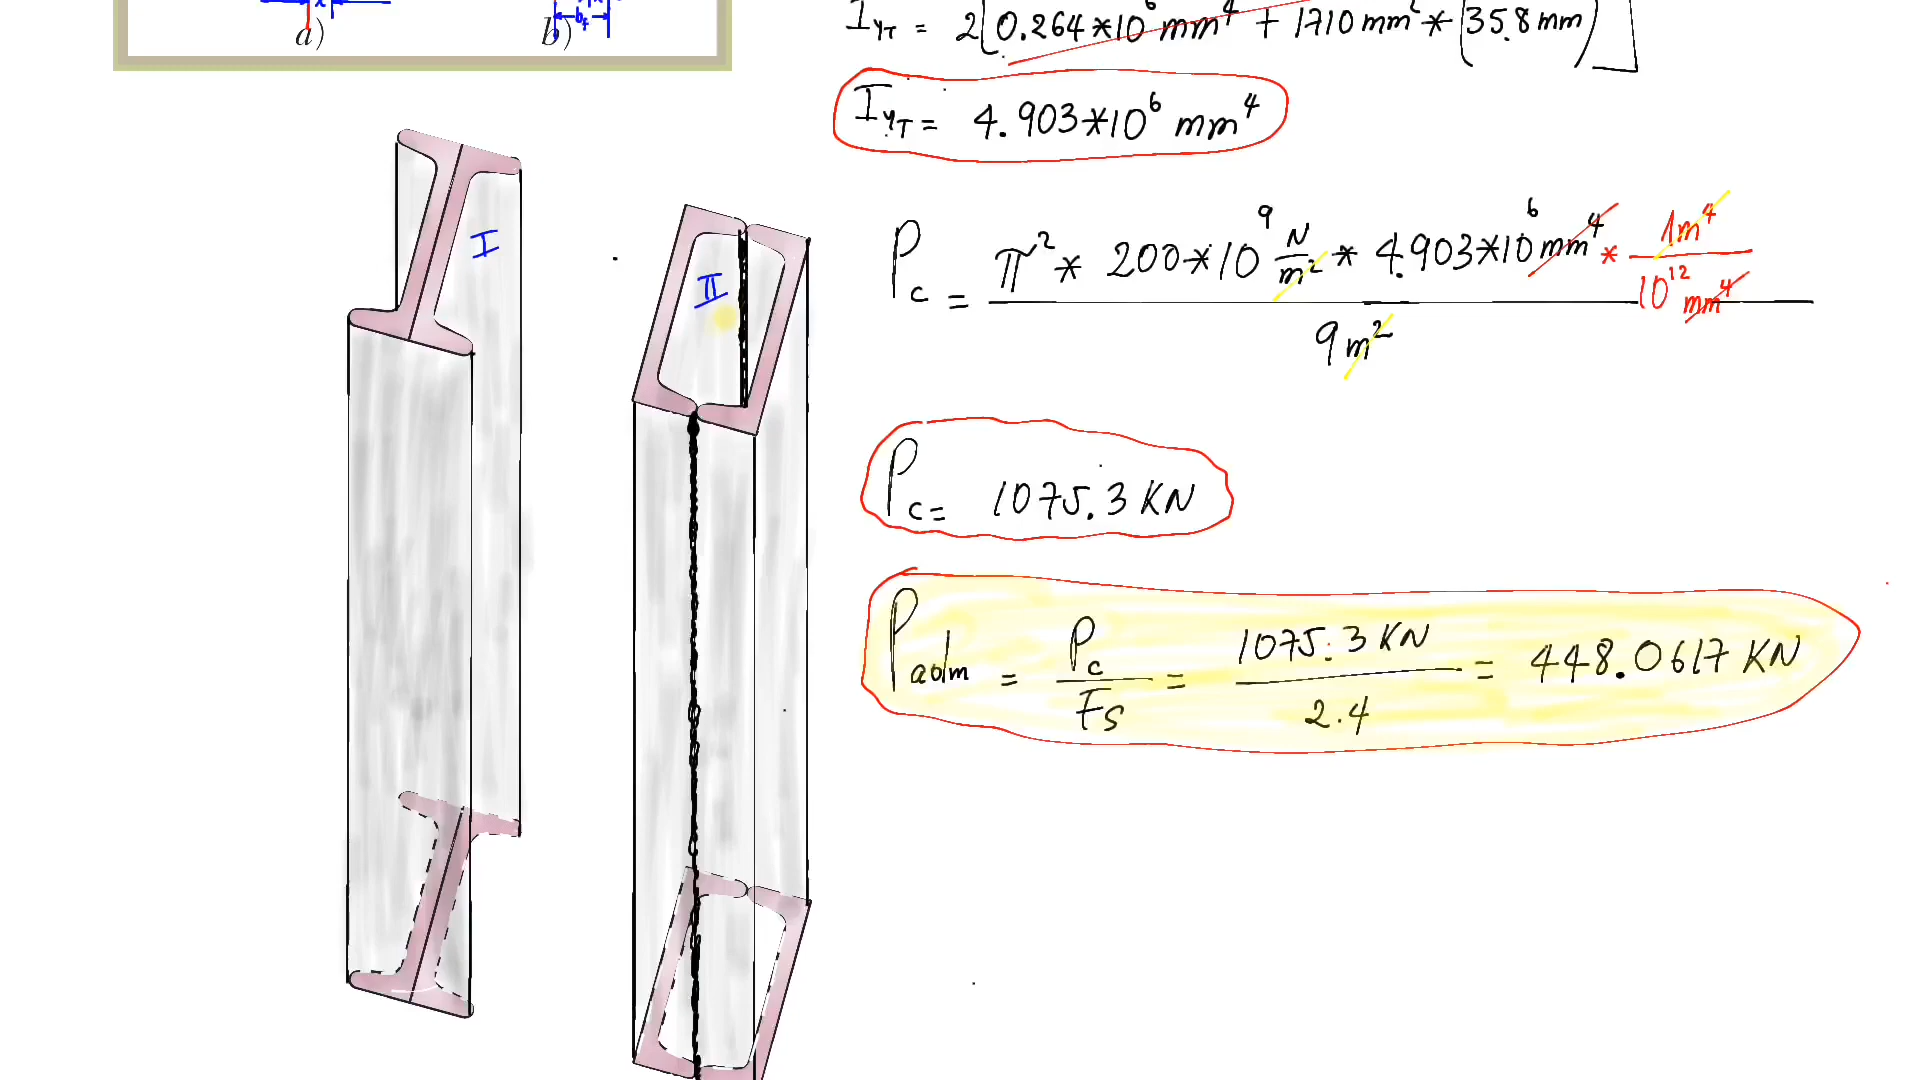 a) b)
I_yT = 2[0.264*10^6 mm^4 + 1710 mm^2 * (35.8 mm)]
I_yT = 4.903*10^6 mm^4
I
II
P_c = π^2 * 200*10^9 N/m^2 * 4.903*10^6 mm^4 * 1m^4/10^12 mm^4
9 m^2
P_c = 1075.3 KN
P_adm = P_c/Fs = 1075.3 KN/2.4 = 448.0617 KN